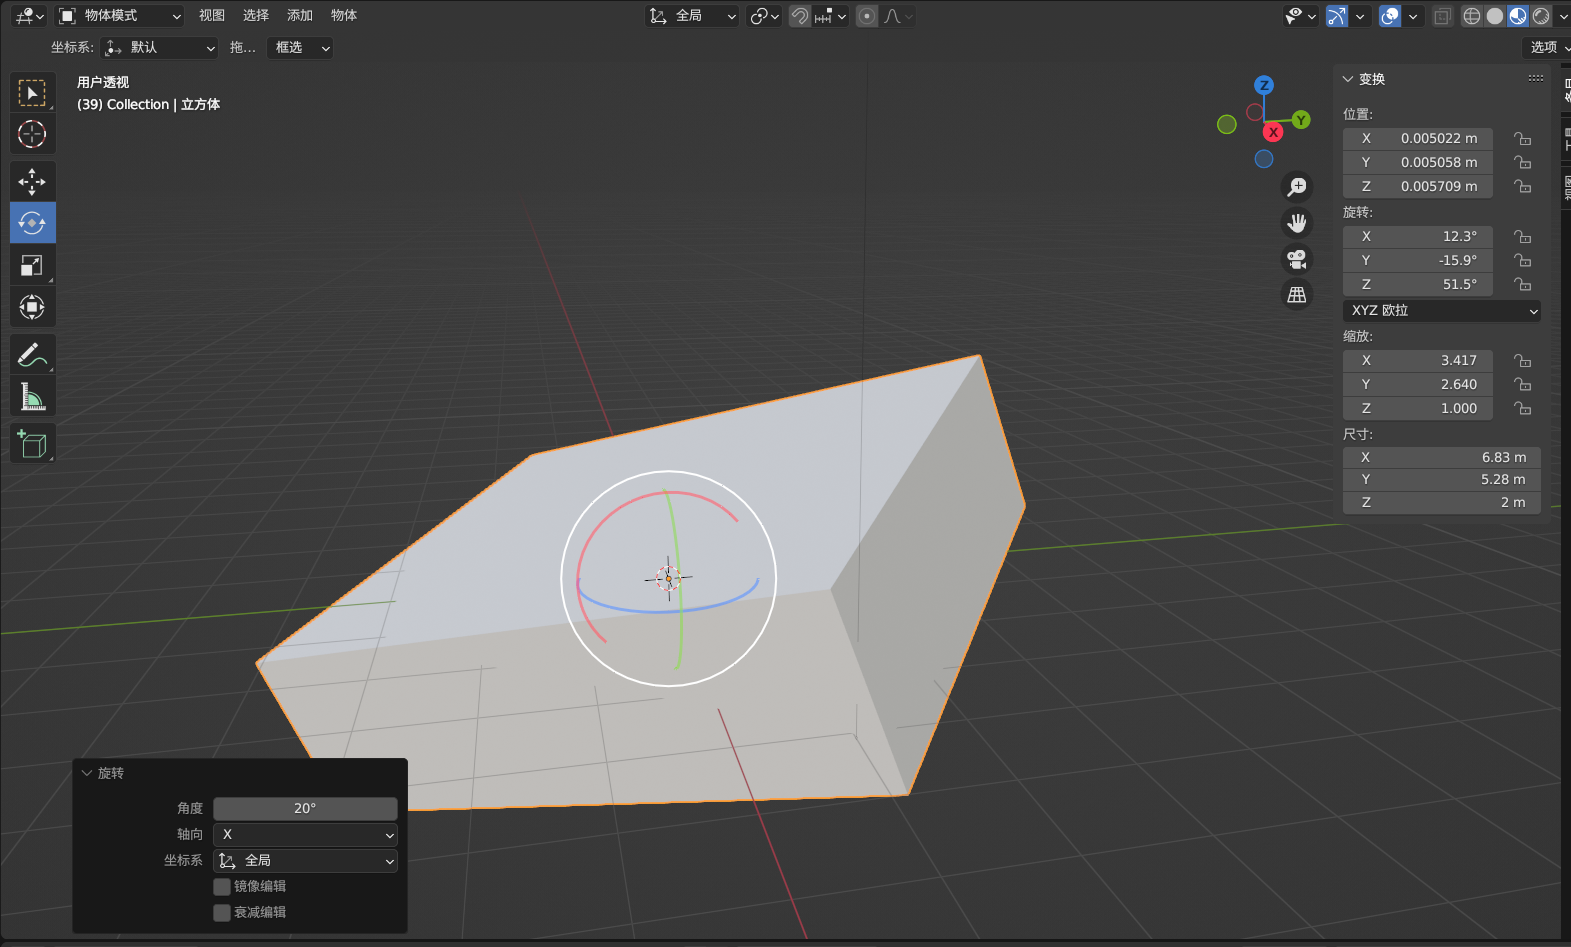 物体模式
视图
选择
添加
物体
全局
坐标系:
默认
拖...
框选
选项
用户透视
(39) Collection | 立方体
Z
Y
X
变换
位置:
X 0.005022 m
Y 0.005058 m
Z 0.005709 m
旋转:
X 12.3°
Y -15.9°
Z 51.5°
XYZ 欧拉
缩放:
X 3.417
Y 2.640
Z 1.000
尺寸:
X 6.83 m
Y 5.28 m
Z 2 m
旋转
角度 20°
轴向 X
坐标系 全局
镜像编辑
衰减编辑